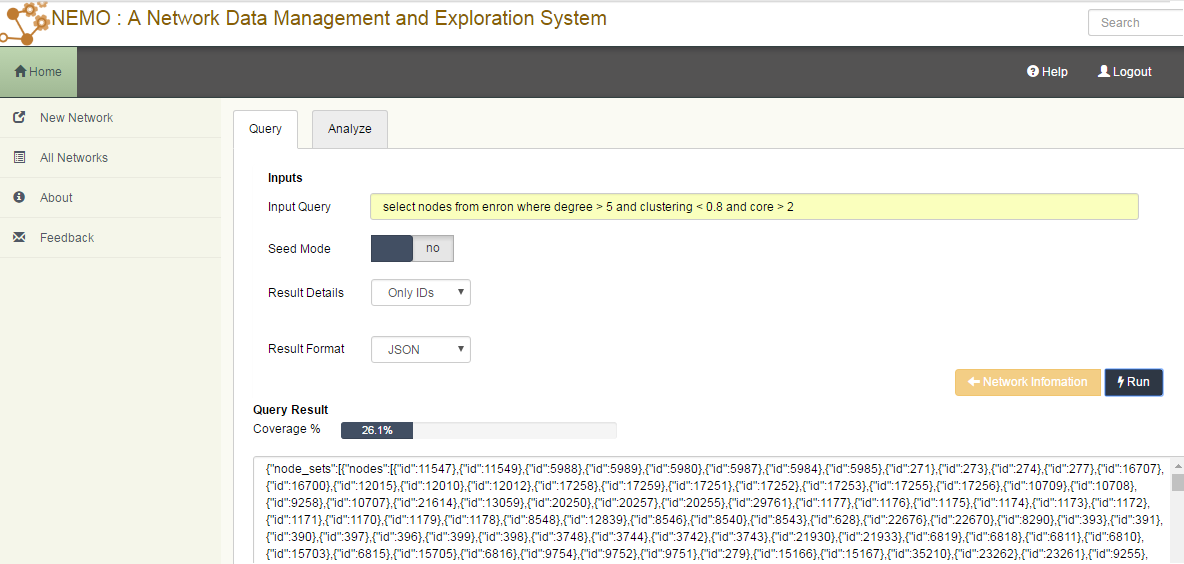 NEMO : A Network Data Management and Exploration System
Search
Home
Help
Logout
New Network
All Networks
About
Feedback
Query
Analyze
Inputs
Input Query
select nodes from enron where degree > 5 and clustering < 0.8 and core > 2
Seed Mode
no
Result Details
Only IDs
Result Format
JSON
Network Infomation
Run
Query Result
Coverage %
26.1%
{"node_sets":[{"nodes":[{"id":11547},{"id":11549},{"id":5988},{"id":5989},{"id":5980},{"id":5987},{"id":5984},{"id":5985},{"id":271},{"id":273},{"id":274},{"id":277},{"id":16707},
{"id":16700},{"id":12015},{"id":12010},{"id":12012},{"id":17258},{"id":17259},{"id":17251},{"id":17252},{"id":17253},{"id":17255},{"id":17256},{"id":10709},{"id":10708},
{"id":9258},{"id":10707},{"id":21614},{"id":13059},{"id":20250},{"id":20257},{"id":20255},{"id":29761},{"id":1177},{"id":1176},{"id":1175},{"id":1174},{"id":1173},{"id":1172},
{"id":1171},{"id":1170},{"id":1179},{"id":1178},{"id":8548},{"id":12839},{"id":8546},{"id":8540},{"id":8543},{"id":628},{"id":22676},{"id":22670},{"id":8290},{"id":393},{"id":391},
{"id":390},{"id":397},{"id":396},{"id":399},{"id":398},{"id":3748},{"id":3744},{"id":3742},{"id":3743},{"id":21930},{"id":21933},{"id":6819},{"id":6818},{"id":6811},{"id":6810},
{"id":15703},{"id":6815},{"id":15705},{"id":6816},{"id":9754},{"id":9752},{"id":9751},{"id":279},{"id":15166},{"id":15167},{"id":35210},{"id":23262},{"id":23261},{"id":9255},